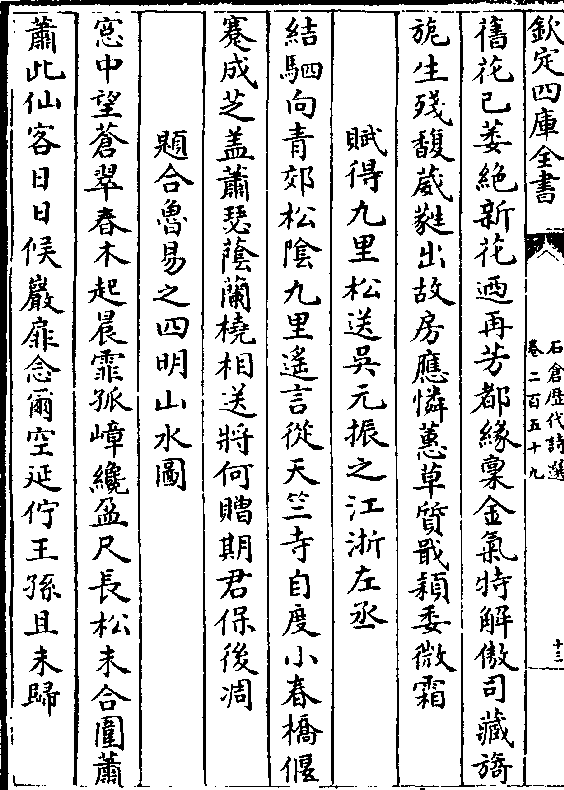 欽定四庫全書
石倉歴代詩選
卷二百五十九
十三
舊花已萎絶新花迺再芳都緣稟金氣特解傲司藏旖
旎生殘馥葳蕤出故房應憐蕙草質戢頴委微霜
賦得九里松送吳元振之江浙左丞
結駟向青郊松陰九里遙言從天竺寺自度小春橋偃
蹇成芝盖蕭瑟蔭蘭橈相送將何贈期君保後凋
題合魯易之四明山水圖
窓中望蒼翠春木起晨霏孤嶂纔盈尺長松未合圍蕭
蕭此仙客日日候巖扉念爾空延佇王孫且未歸